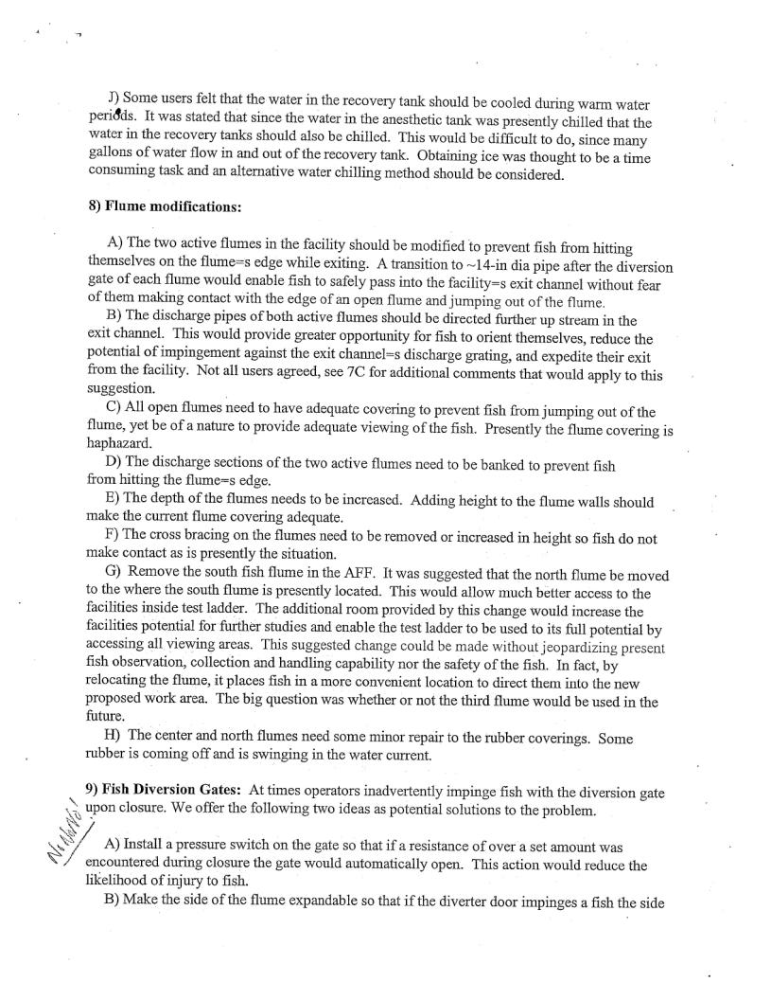 J) Some users felt that the water in the recovery tank should be cooled during warm water
periods. It was stated that since the water in the anesthetic tank was presently chilled that the
water in the recovery tanks should also be chilled. This would be difficult to do, since many
gallons of water flow in and out of the recovery tank. Obtaining ice was thought to be a time
consuming task and an alternative water chilling method should be considered.
8) Flume modifications:
A) The two active flumes in the facility should be modified to prevent fish from hitting
themselves on the flume=s edge while exiting. A transition to ~14-in dia pipe after the diversion
gate of each flume would enable fish to safely pass into the facility=s exit channel without fear
of them making contact with the edge of an open flume and jumping out of the flume.
B) The discharge pipes of both active flumes should be directed further up stream in the
exit channel. This would provide greater opportunity for fish to orient themselves, reduce the
potential of impingement against the exit channel=s discharge grating, and expedite their exit
from the facility. Not all users agreed, see 7C for additional comments that would apply to this
suggestion.
C) All open flumes need to have adequate covering to prevent fish from jumping out of the
flume, yet be of a nature to provide adequate viewing of the fish. Presently the flume covering is
haphazard.
D) The discharge sections of the two active flumes need to be banked to prevent fish
from hitting the flume=s edge.
E) The depth of the flumes needs to be increased. Adding height to the flume walls should
make the current flume covering adequate.
F) The cross bracing on the flumes need to be removed or increased in height so fish do not
make contact as is presently the situation.
G) Remove the south fish flume in the AFF. It was suggested that the north flume be moved
to the where the south flume is presently located. This would allow much better access to the
facilities inside test ladder. The additional room provided by this change would increase the
facilities potential for further studies and enable the test ladder to be used to its full potential by
accessing all viewing areas. This suggested change could be made without jeopardizing present
fish observation, collection and handling capability nor the safety of the fish. In fact, by
relocating the flume, it places fish in a more convenient location to direct them into the new
proposed work area. The big question was whether or not the third flume would be used in the
future.
H) The center and north flumes need some minor repair to the rubber coverings. Some
rubber is coming off and is swinging in the water current.
9) Fish Diversion Gates: At times operators inadvertently impinge fish with the diversion gate
upon closure. We offer the following two ideas as potential solutions to the problem.
No No No!
A) Install a pressure switch on the gate so that if a resistance of over a set amount was
encountered during closure the gate would automatically open. This action would reduce the
likelihood of injury to fish.
B) Make the side of the flume expandable so that if the diverter door impinges a fish the side